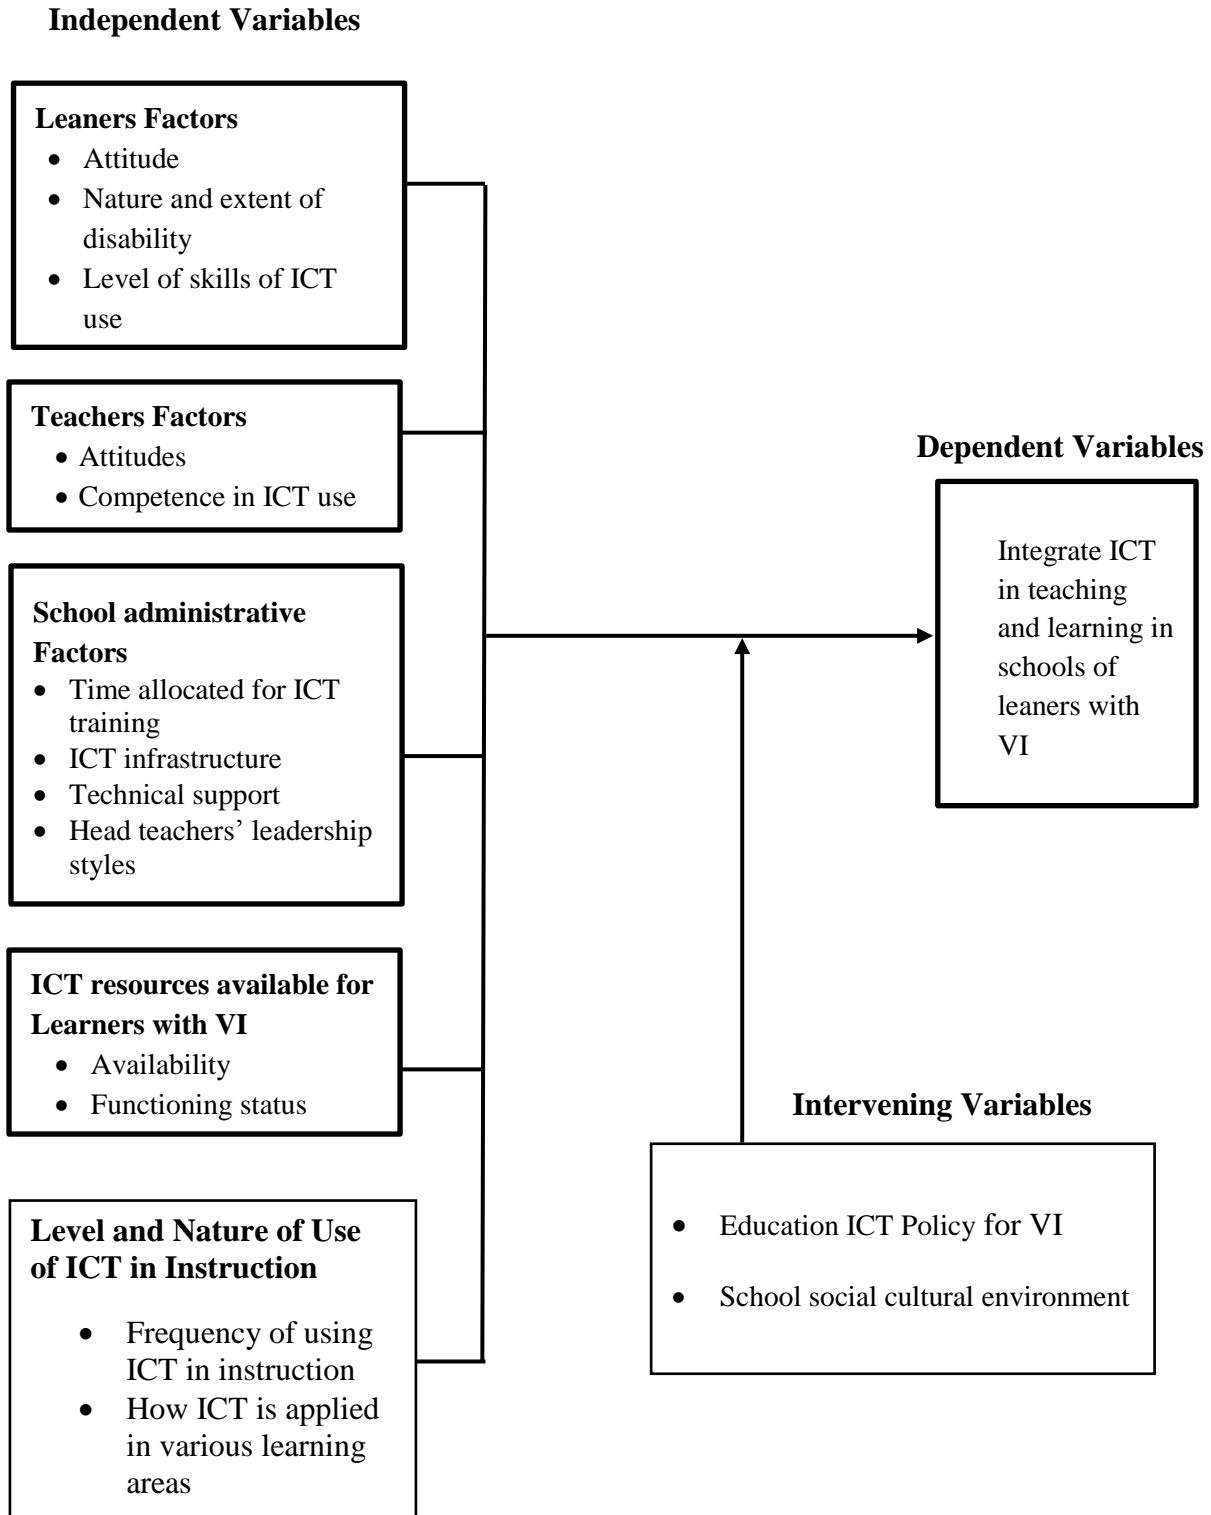 Independent Variables
Leaners Factors
• Attitude
• Nature and extent of
disability
• Level of skills of ICT
use
Teachers Factors
• Attitudes
• Competence in ICT use
School administrative
Factors
• Time allocated for ICT
training
• ICT infrastructure
• Technical support
• Head teachers’ leadership
styles
ICT resources available for
Learners with VI
• Availability
• Functioning status
Level and Nature of Use
of ICT in Instruction
• Frequency of using
ICT in instruction
• How ICT is applied
in various learning
areas
Dependent Variables
Integrate ICT
in teaching
and learning in
schools of
leaners with
VI
Intervening Variables
• Education ICT Policy for VI
• School social cultural environment